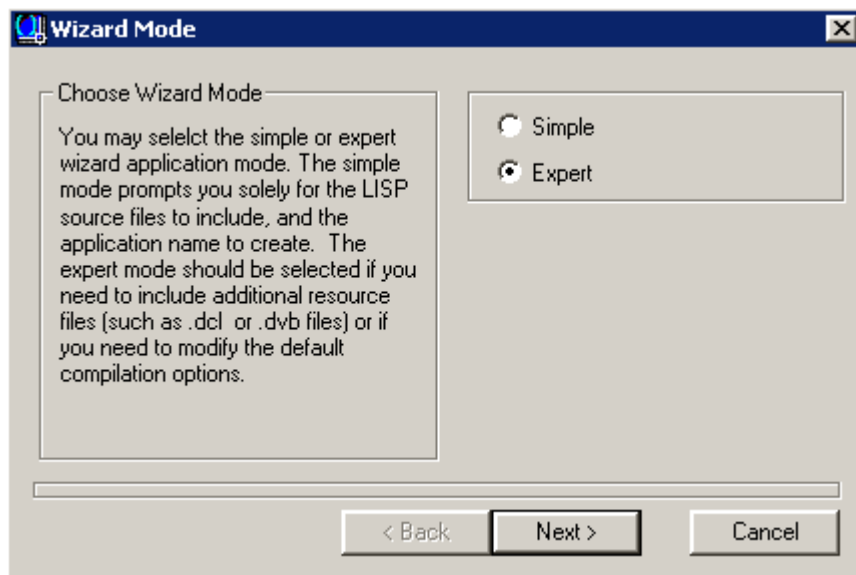 Wizard Mode
Choose Wizard Mode
You may selelct the simple or expert
wizard application mode. The simple
mode prompts you solely for the LISP
source files to include, and the
application name to create.  The
expert mode should be selected if you
need to include additional resource
files (such as .dcl  or .dvb files) or if
you need to modify the default
compilation options.
Simple
Expert
< Back
Next >
Cancel